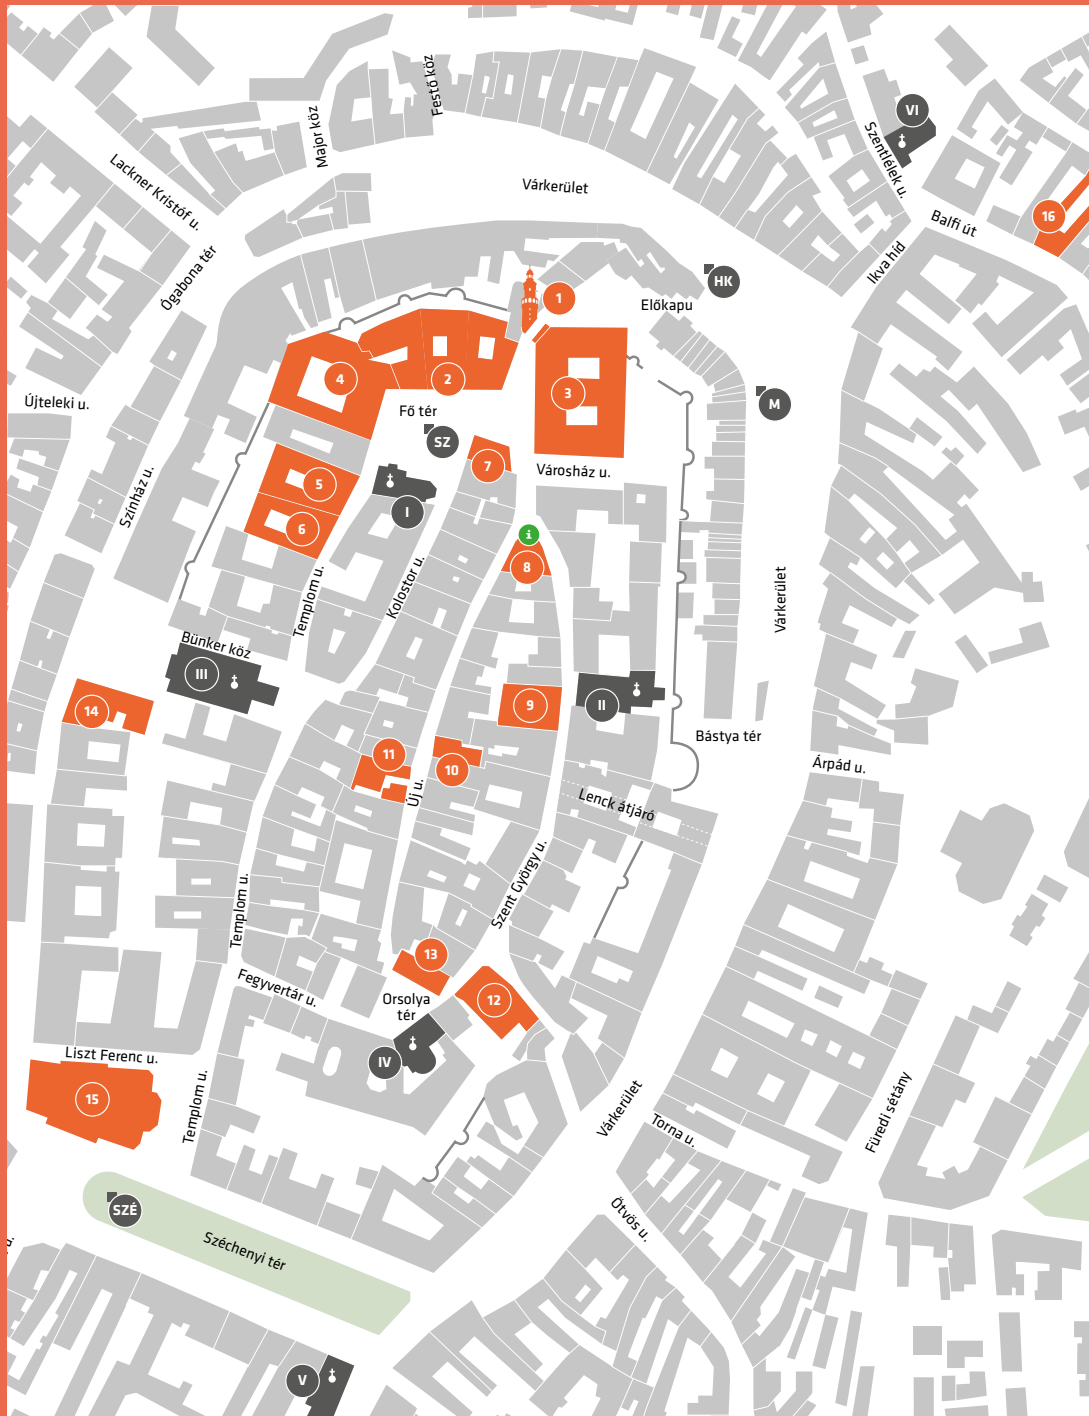 Festő köz
Major köz
VI
Szentlélek u.
Lackner Kristóf u.
Várkerület
16
Balfi út
Ógabona tér
Ikva híd
HK
1
Előkapu
4
2
3
M
Újteleki u.
Fő tér
SZ
7
Városház u.
Színház u.
5
I
6
i
8
Templom u.
Kolostor u.
Várkerület
Bünker köz
III
14
9
II
Bástya tér
11
10
Árpád u.
Új u.
Lenck átjáró
Szent György u.
Templom u.
13
Fegyvertár u.
Orsolya
tér
12
Liszt Ferenc u.
IV
15
Templom u.
Várkerület
Torna u.
Füredi sétány
SZÉ
Ötvös u.
Széchenyi tér
u.
V